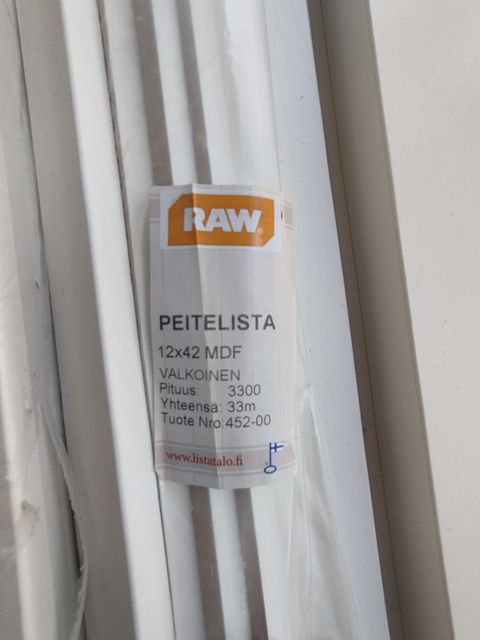 RAW®
PEITELISTA
12x42 MDF
VALKOINEN
Pituus: 3300
Yhteensä: 33m
Tuote Nro: 452-00
www.listatalo.fi